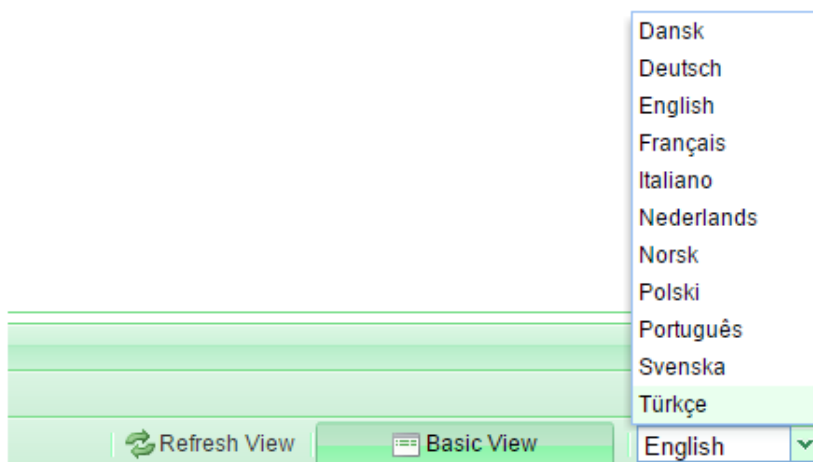 Dansk
Deutsch
English
Français
Italiano
Nederlands
Norsk
Polski
Português
Svenska
Türkçe
Refresh View Basic View English